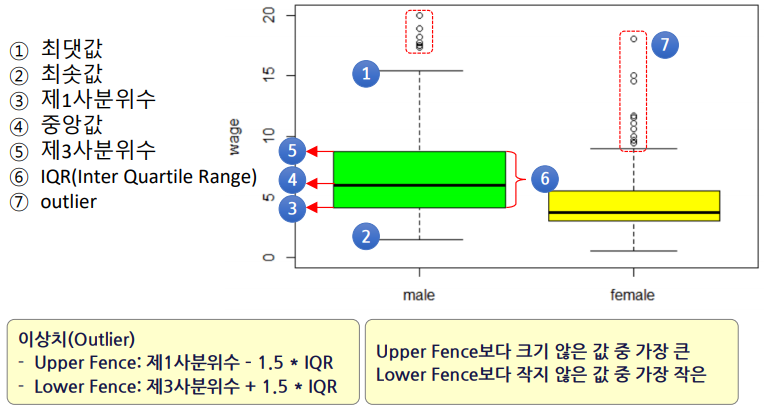 ① 최댓값
② 최솟값
③ 제1사분위수
④ 중앙값
⑤ 제3사분위수
⑥ IQR(Inter Quartile Range)
⑦ outlier
wage
20
15
10
5
0
1
2
3
4
5
6
7
male
female
이상치(Outlier)
- Upper Fence: 제1사분위수 – 1.5 * IQR
- Lower Fence: 제3사분위수 + 1.5 * IQR
Upper Fence보다 크기 않은 값 중 가장 큰
Lower Fence보다 작지 않은 값 중 가장 작은